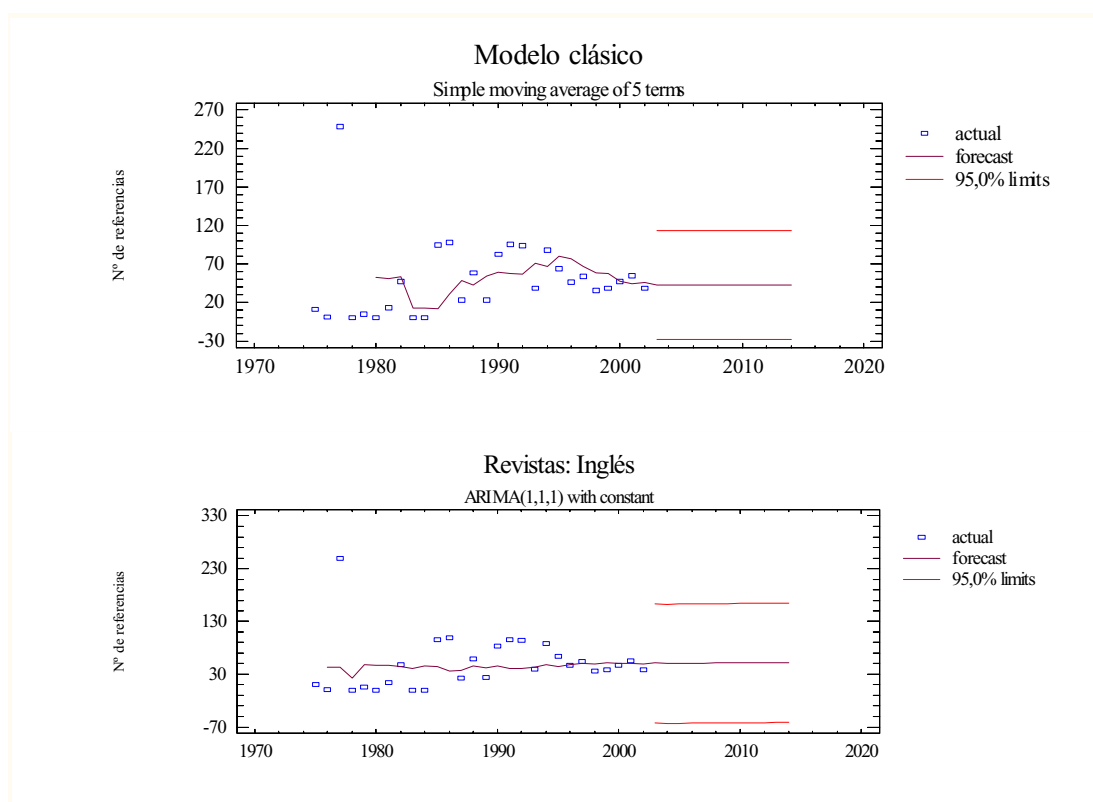 Modelo clásico
Simple moving average of 5 terms
Nº de referencias
270
220
170
120
70
20
-30
1970 1980 1990 2000 2010 2020
actual
forecast
95,0% limits
Revistas: Inglés
ARIMA(1,1,1) with constant
Nº de referencias
330
230
130
30
-70
1970 1980 1990 2000 2010 2020
actual
forecast
95,0% limits